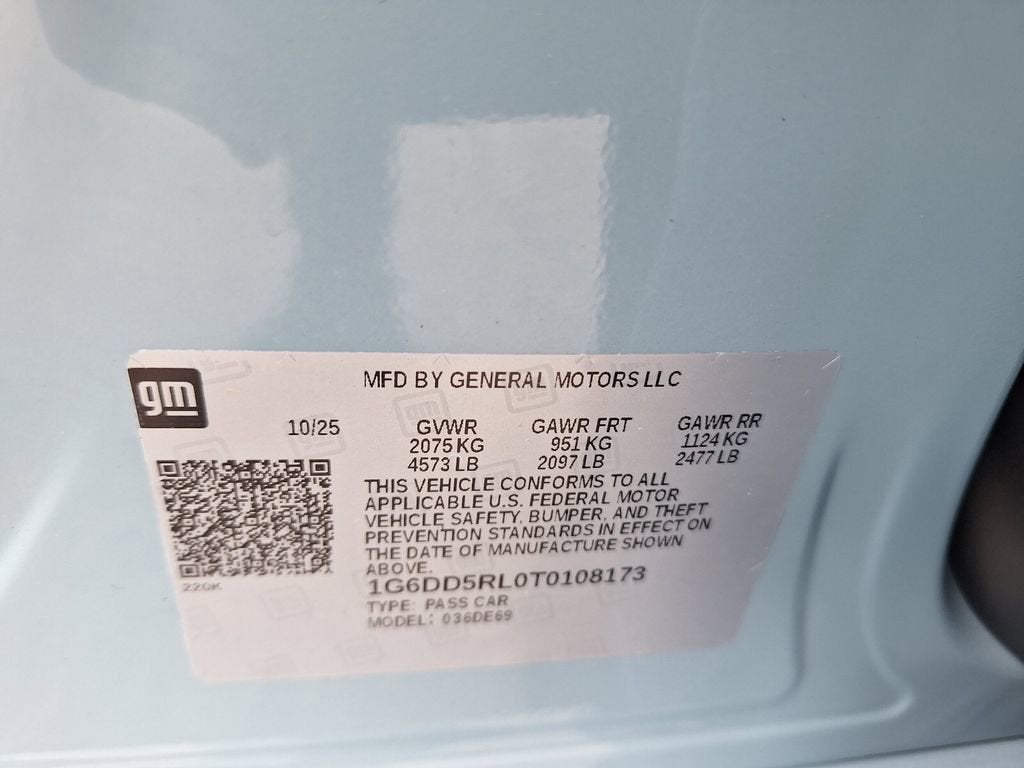 gm
MFD BY GENERAL MOTORS LLC
10/25 GVWR GAWR FRT GAWR RR
2075 KG 951 KG 1124 KG
4573 LB 2097 LB 2477 LB
THIS VEHICLE CONFORMS TO ALL
APPLICABLE U.S. FEDERAL MOTOR
VEHICLE SAFETY, BUMPER, AND THEFT
PREVENTION STANDARDS IN EFFECT ON
THE DATE OF MANUFACTURE SHOWN
ABOVE.
1G6DD5RL0T0108173
220K
TYPE: PASS CAR
MODEL: 036DE69